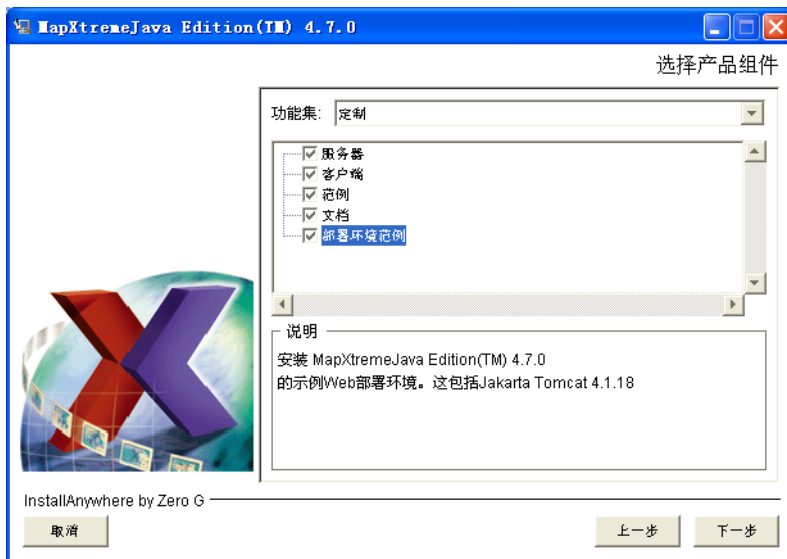 MapXtremeJava Edition(TM) 4.7.0
选择产品组件
功能集: 定制
服务器
客户端
范例
文档
部署环境范例
说明
安装 MapXtremeJava Edition(TM) 4.7.0
的示例Web部署环境。这包括Jakarta Tomcat 4.1.18
InstallAnywhere by Zero G
取消 上一步 下一步